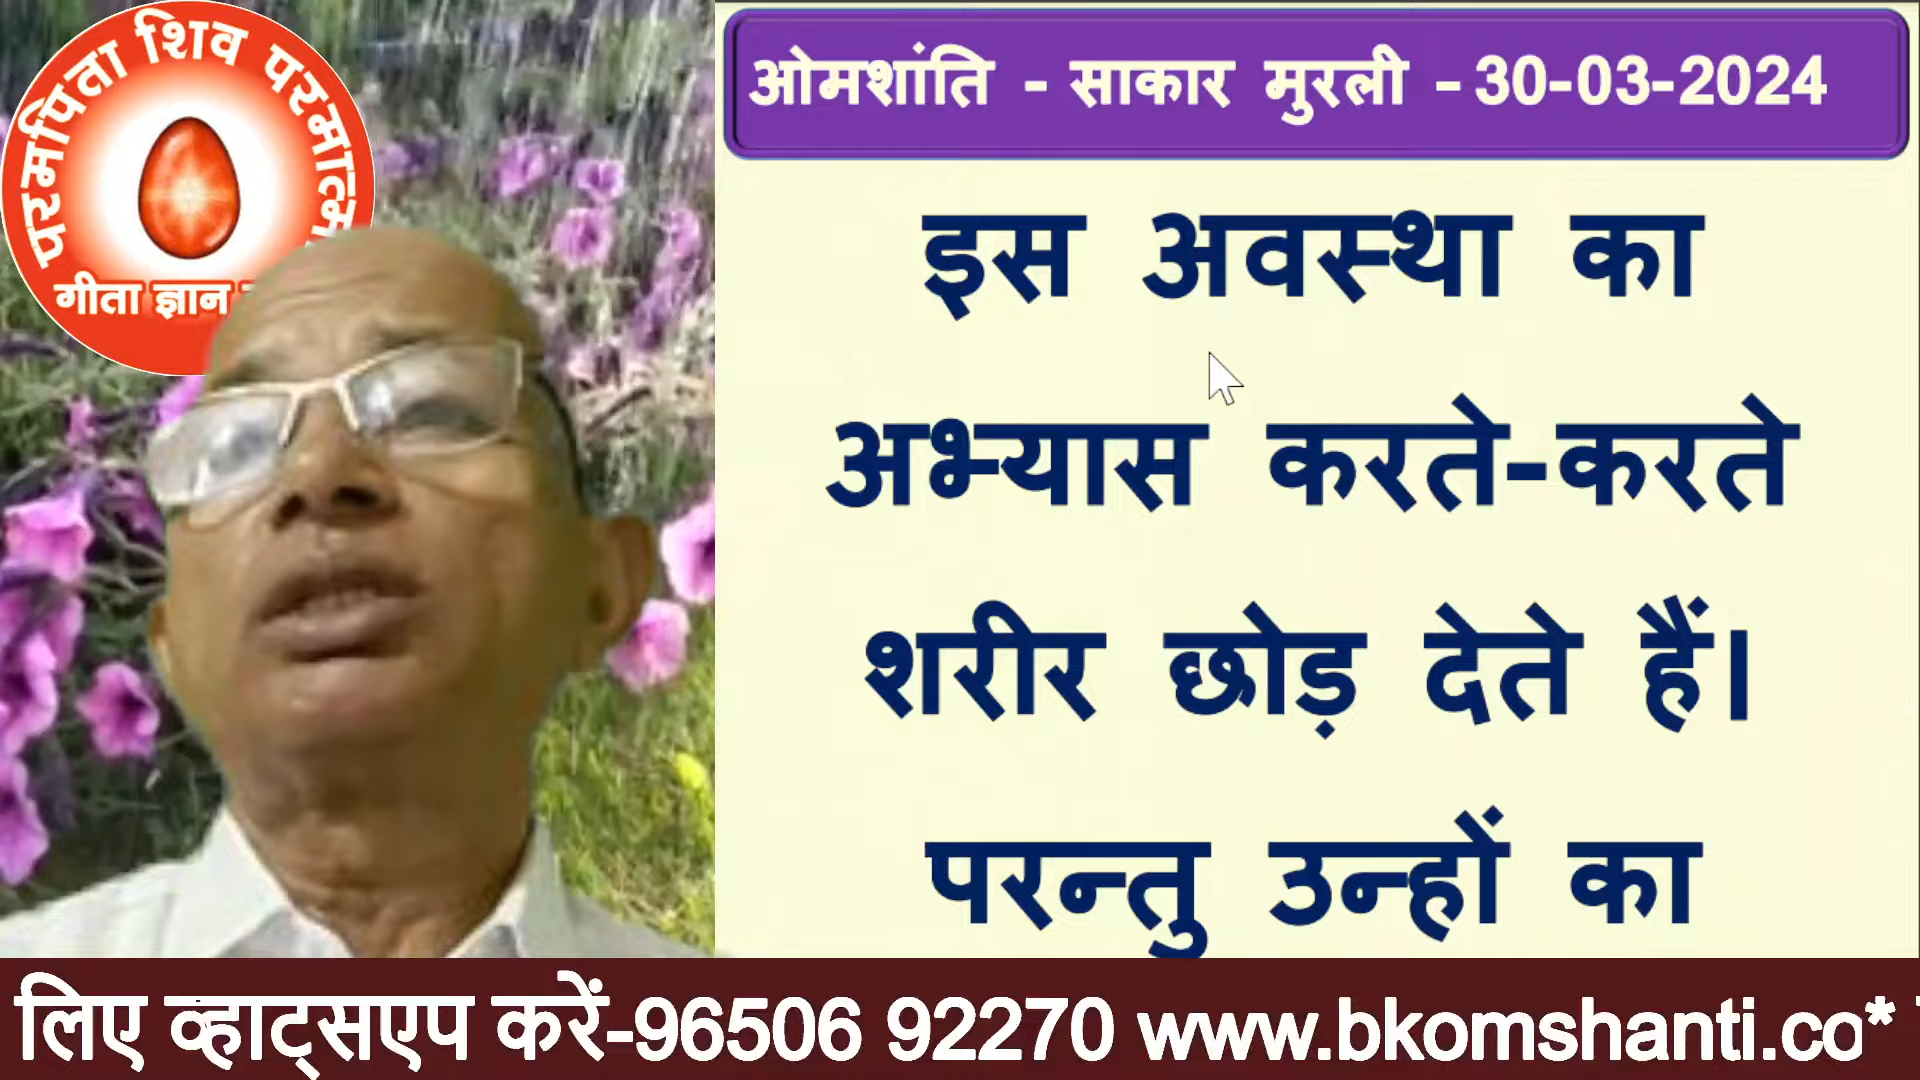 परमपिता शिव परमात्म
गीता ज्ञान
ओमशांति - साकार मुरली - 30-03-2024
इस अवस्था का
अभ्यास करते-करते
शरीर छोड़ देते हैं।
परन्तु उन्हों का
लिए व्हाट्सएप करें-96506 92270 www.bkomshanti.co*